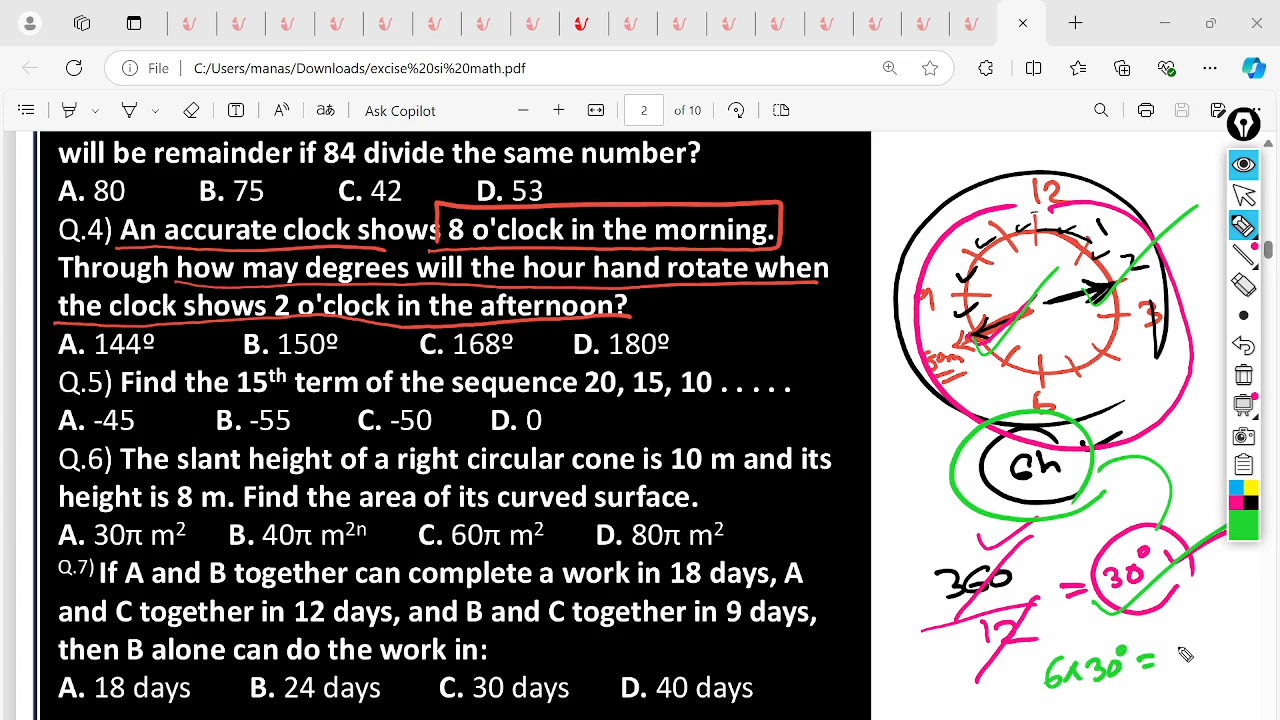 File
C:/Users/manas/Downloads/excise%20si%20math.pdf
Ask Copilot
2
of 10
will be remainder if 84 divide the same number?
A. 80 B. 75 C. 42 D. 53
Q.4) An accurate clock shows 8 o'clock in the morning.
Through how may degrees will the hour hand rotate when
the clock shows 2 o'clock in the afternoon?
A. 144º B. 150º C. 168º D. 180º
Q.5) Find the 15th term of the sequence 20, 15, 10 . . . . .
A. -45 B. -55 C. -50 D. 0
Q.6) The slant height of a right circular cone is 10 m and its
height is 8 m. Find the area of its curved surface.
A. 30π m² B. 40π m²ⁿ C. 60π m² D. 80π m²
Q.7) If A and B together can complete a work in 18 days, A
and C together in 12 days, and B and C together in 9 days,
then B alone can do the work in:
A. 18 days B. 24 days C. 30 days D. 40 days
12
1
2
9
3
6
6h
360
12
= 30°
6x30° =